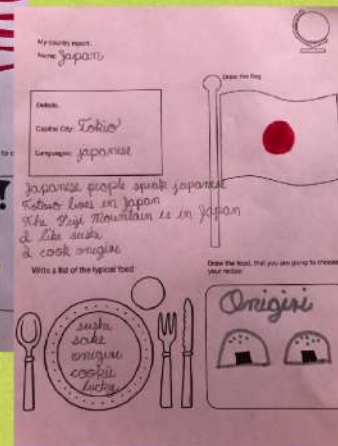 My country report.
Name: Japan
Draw the flag
Details.
Capital City: Tokio
Languages: japanese
Japanese people speak japanese
Totoro lives in Japan
The Feji Mountain is in Japan
I like sushi
I cook onigiri
Write a list of the typical food
sushi
sake
onigiri
cookie
lucky
Draw the food, that you are going to choose
your recipe:
Onigiri